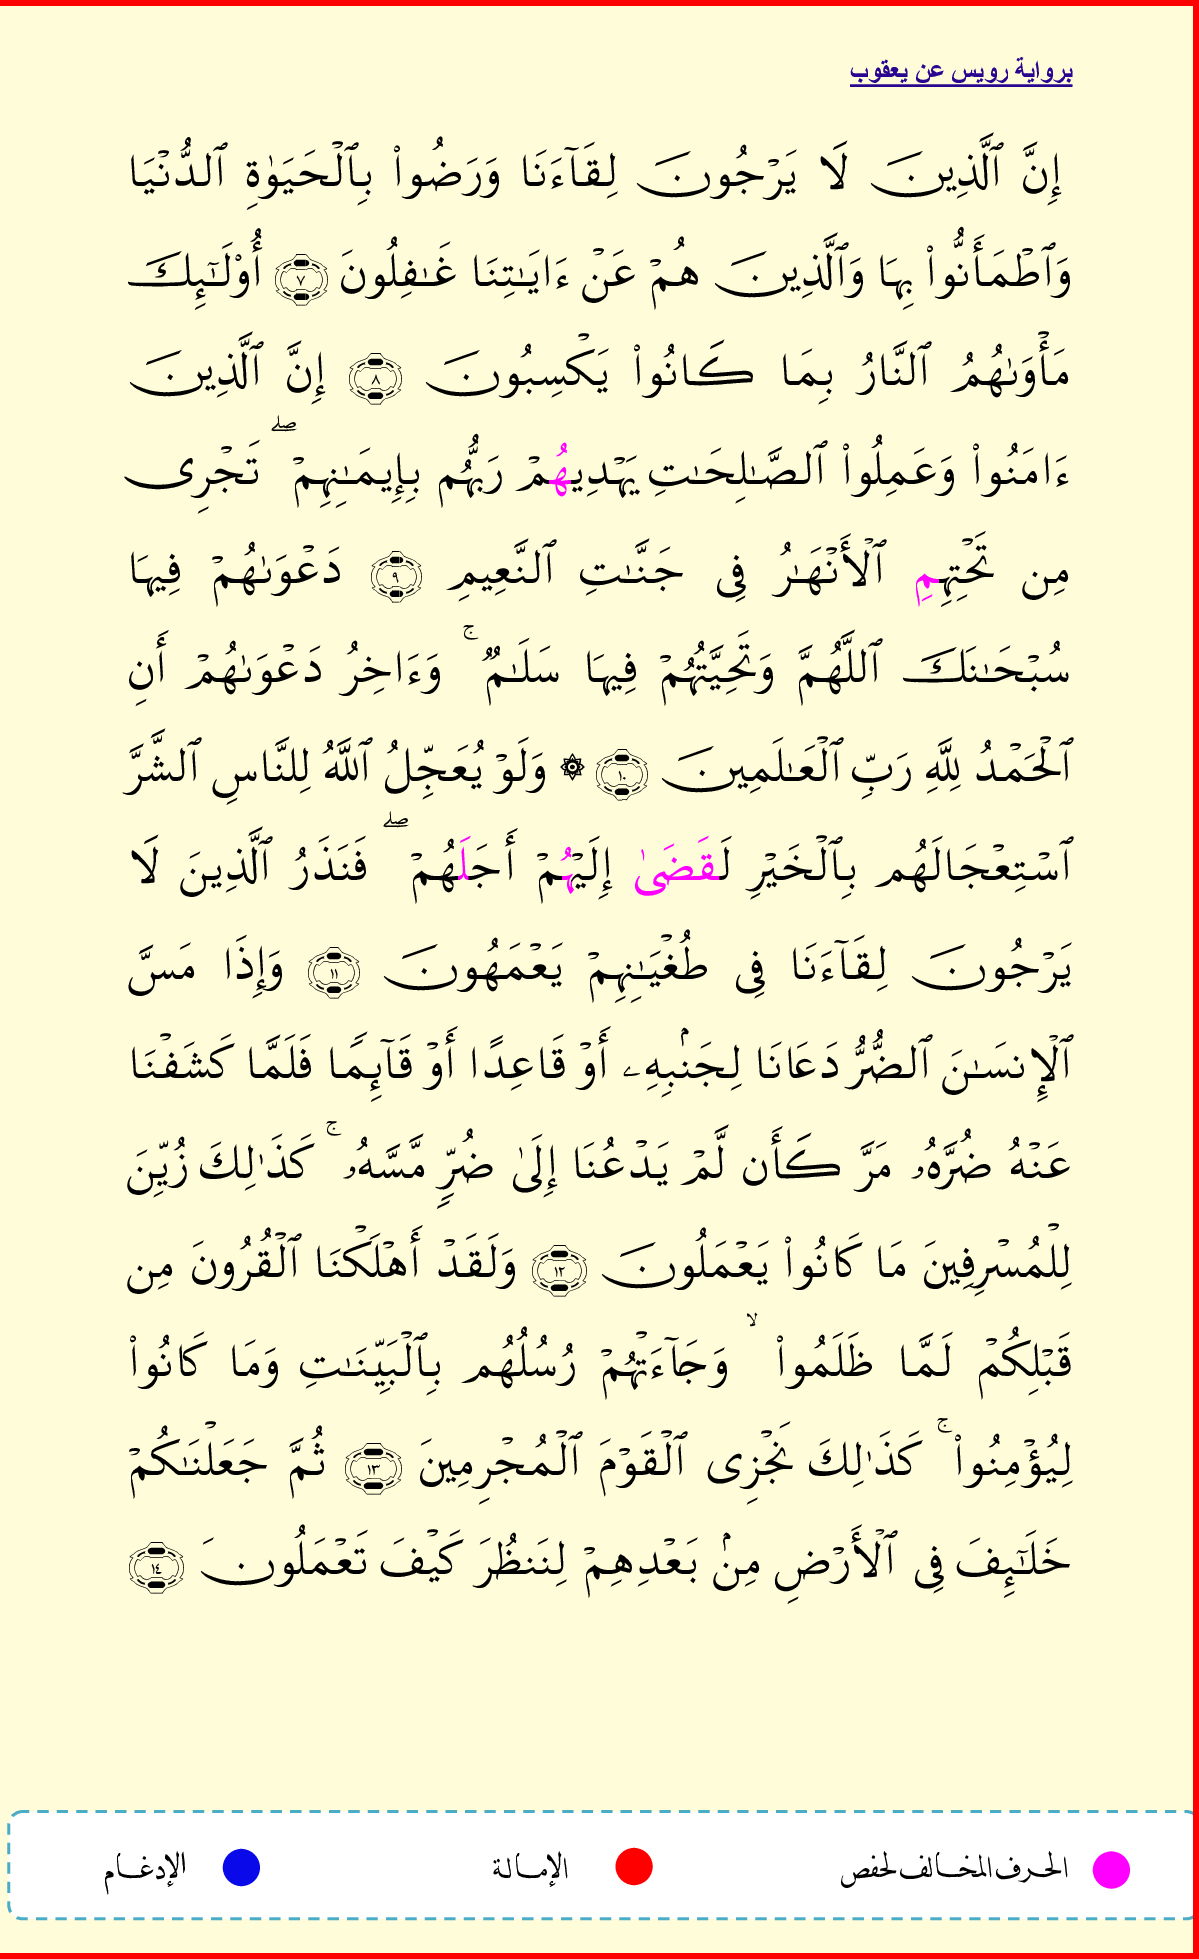 برواية رويس عن يعقوب
إِنَّ ٱلَّذِينَ لَا يَرْجُونَ لِقَآءَنَا وَرَضُوا۟ بِٱلْحَيَوٰةِ ٱلدُّنْيَا
وَٱطْمَأَنُّوا۟ بِهَا وَٱلَّذِينَ هُمْ عَنْ ءَايَـٰتِنَا غَـٰفِلُونَ ٧ أُو۟لَـٰٓئِكَ
مَأْوَىٰهُمُ ٱلنَّارُ بِمَا كَانُوا۟ يَكْسِبُونَ ٨ إِنَّ ٱلَّذِينَ
ءَامَنُوا۟ وَعَمِلُوا۟ ٱلصَّـٰلِحَـٰتِ يَهْدِيهُمْ رَبُّهُم بِإِيمَـٰنِهِمْ ۖ تَجْرِى
مِن تَحْتِهِمِ ٱلْأَنْهَـٰرُ فِى جَنَّـٰتِ ٱلنَّعِيمِ ٩ دَعْوَىٰهُمْ فِيهَا
سُبْحَـٰنَكَ ٱللَّهُمَّ وَتَحِيَّتُهُمْ فِيهَا سَلَـٰمٌ ۚ وَءَاخِرُ دَعْوَىٰهُمْ أَنِ
ٱلْحَمْدُ لِلَّهِ رَبِّ ٱلْعَـٰلَمِينَ ١٠ ۞ وَلَوْ يُعَجِّلُ ٱللَّهُ لِلنَّاسِ ٱلشَّرَّ
ٱسْتِعْجَالَهُم بِٱلْخَيْرِ لَقَضَىٰ إِلَيْهُمْ أَجَلَهُمْ ۖ فَنَذَرُ ٱلَّذِينَ لَا
يَرْجُونَ لِقَآءَنَا فِى طُغْيَـٰنِهِمْ يَعْمَهُونَ ١١ وَإِذَا مَسَّ
ٱلْإِنسَـٰنَ ٱلضُّرُّ دَعَانَا لِجَنۢبِهِۦ أَوْ قَاعِدًا أَوْ قَآئِمًا فَلَمَّا كَشَفْنَا
عَنْهُ ضُرَّهُۥ مَرَّ كَأَن لَّمْ يَدْعُنَا إِلَىٰ ضُرٍّ مَّسَّهُۥ ۚ كَذَٰلِكَ زُيِّنَ
لِلْمُسْرِفِينَ مَا كَانُوا۟ يَعْمَلُونَ ١٢ وَلَقَدْ أَهْلَكْنَا ٱلْقُرُونَ مِن
قَبْلِكُمْ لَمَّا ظَلَمُوا۟ ۙ وَجَآءَتْهُمْ رُسُلُهُم بِٱلْبَيِّنَـٰتِ وَمَا كَانُوا۟
لِيُؤْمِنُوا۟ ۚ كَذَٰلِكَ نَجْزِى ٱلْقَوْمَ ٱلْمُجْرِمِينَ ١٣ ثُمَّ جَعَلْنَـٰكُمْ
خَلَـٰٓئِفَ فِى ٱلْأَرْضِ مِنۢ بَعْدِهِمْ لِنَنظُرَ كَيْفَ تَعْمَلُونَ ١٤
الحرف المخالف لحفص الإمالة الإدغام